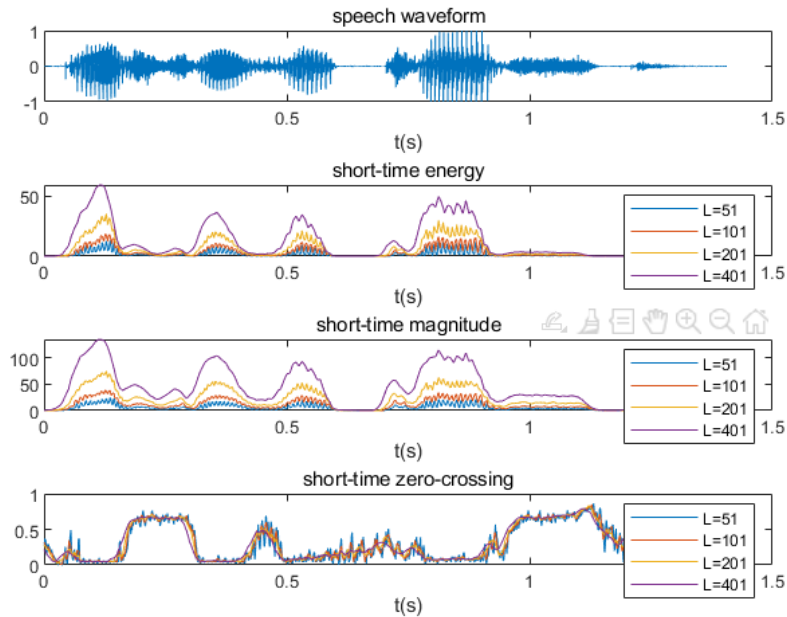 speech waveform
1
0
-1
0 0.5 1 1.5
t(s)
short-time energy
50
0
0 0.5 1 1.5
t(s)
L=51
L=101
L=201
L=401
short-time magnitude
100
50
0
0 0.5 1 1.5
t(s)
L=51
L=101
L=201
L=401
short-time zero-crossing
1
0.5
0
0 0.5 1 1.5
t(s)
L=51
L=101
L=201
L=401